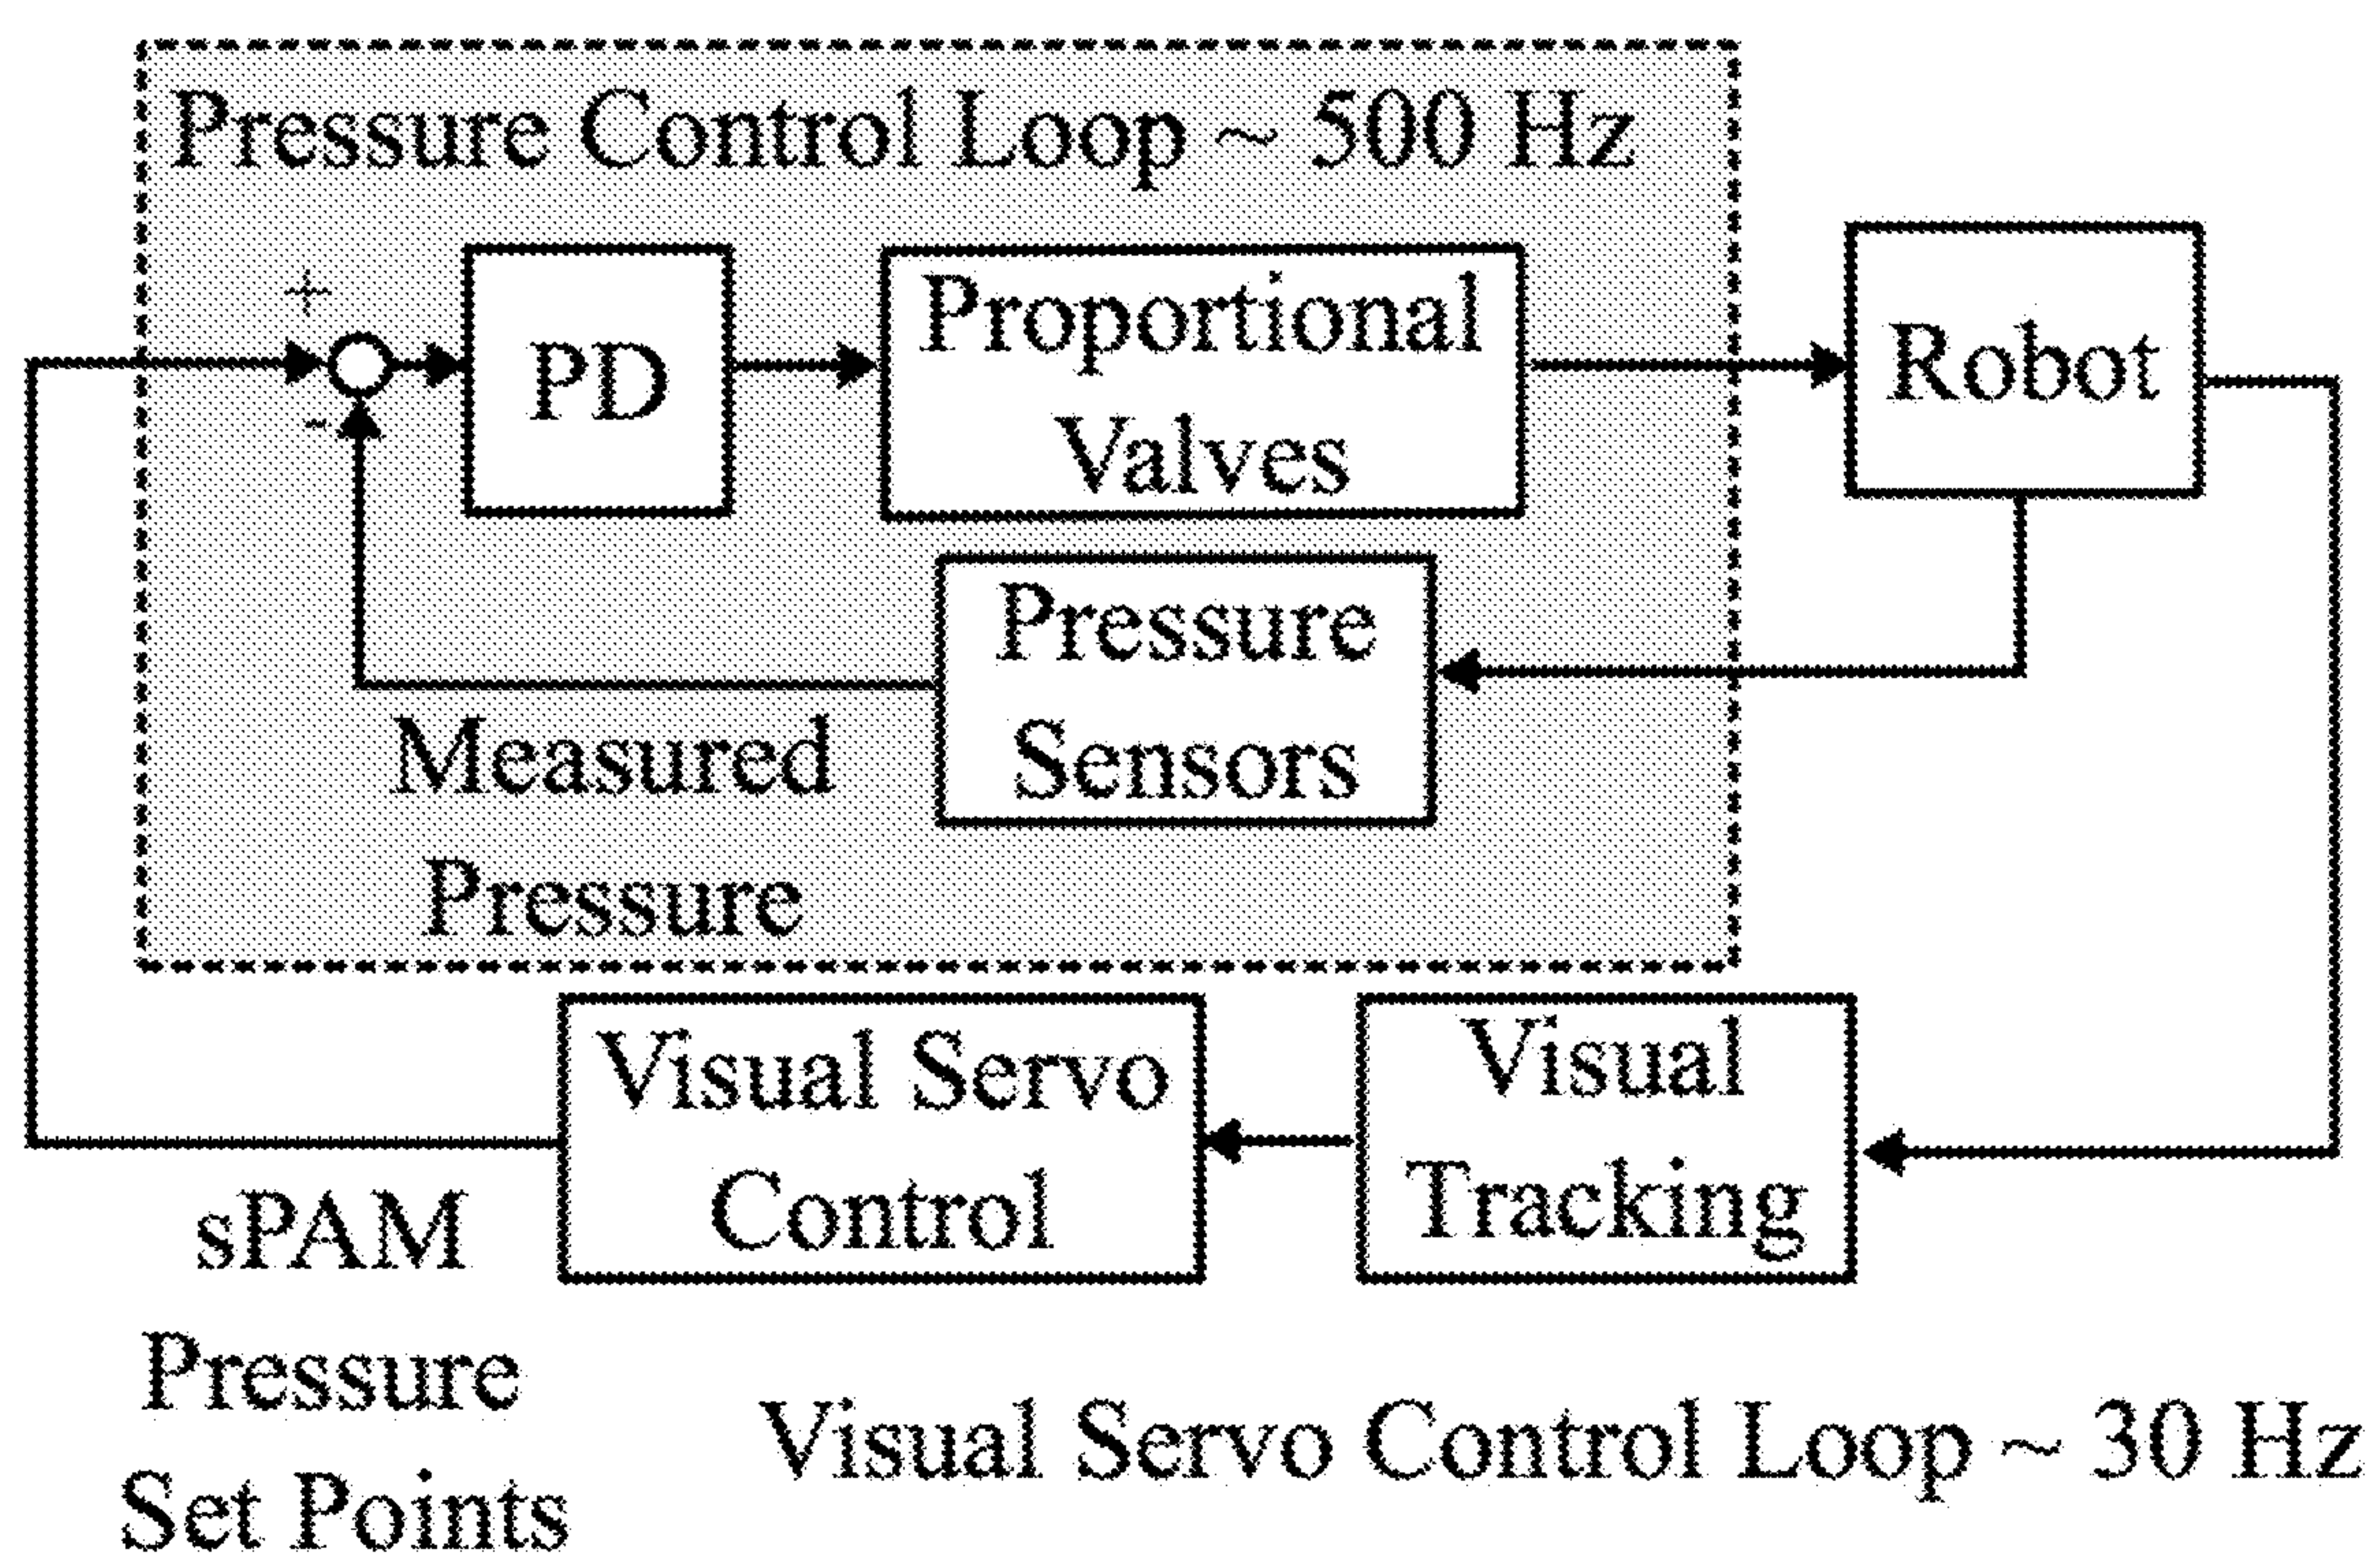 Pressure Control Loop ~ 500 Hz
+
-
PD
Proportional
Valves
Robot
Pressure
Sensors
Measured
Pressure
Visual Servo
Control
Visual
Tracking
sPAM
Pressure
Set Points
Visual Servo Control Loop ~ 30 Hz